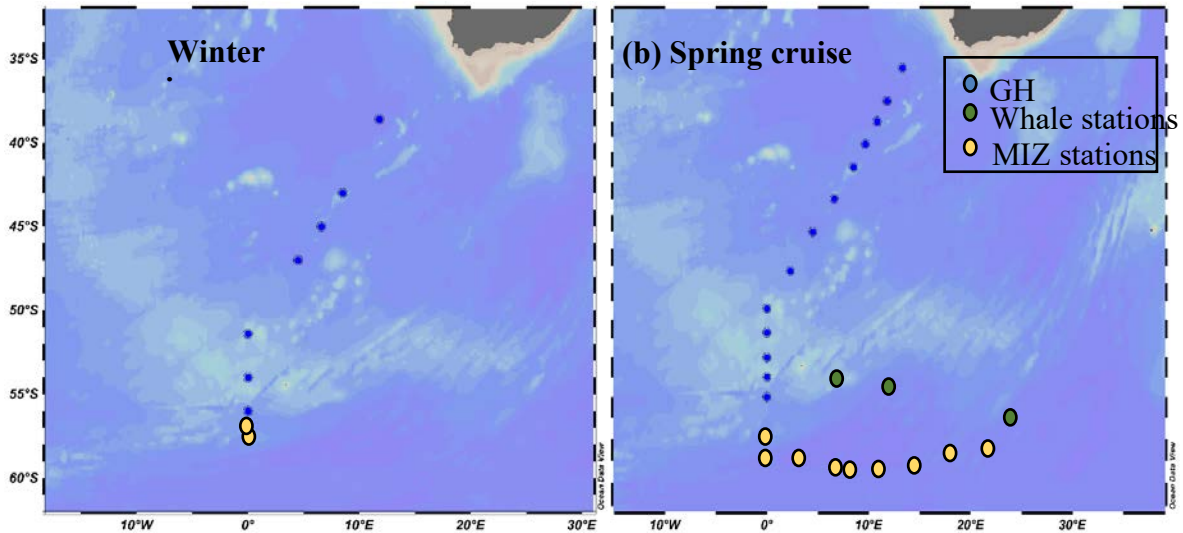 Winter
35°S
40°S
45°S
50°S
55°S
60°S
10°W 0° 10°E 20°E 30°E
Ocean Data View
(b) Spring cruise
GH
Whale stations
MIZ stations
10°W 0° 10°E 20°E 30°E
Ocean Data View